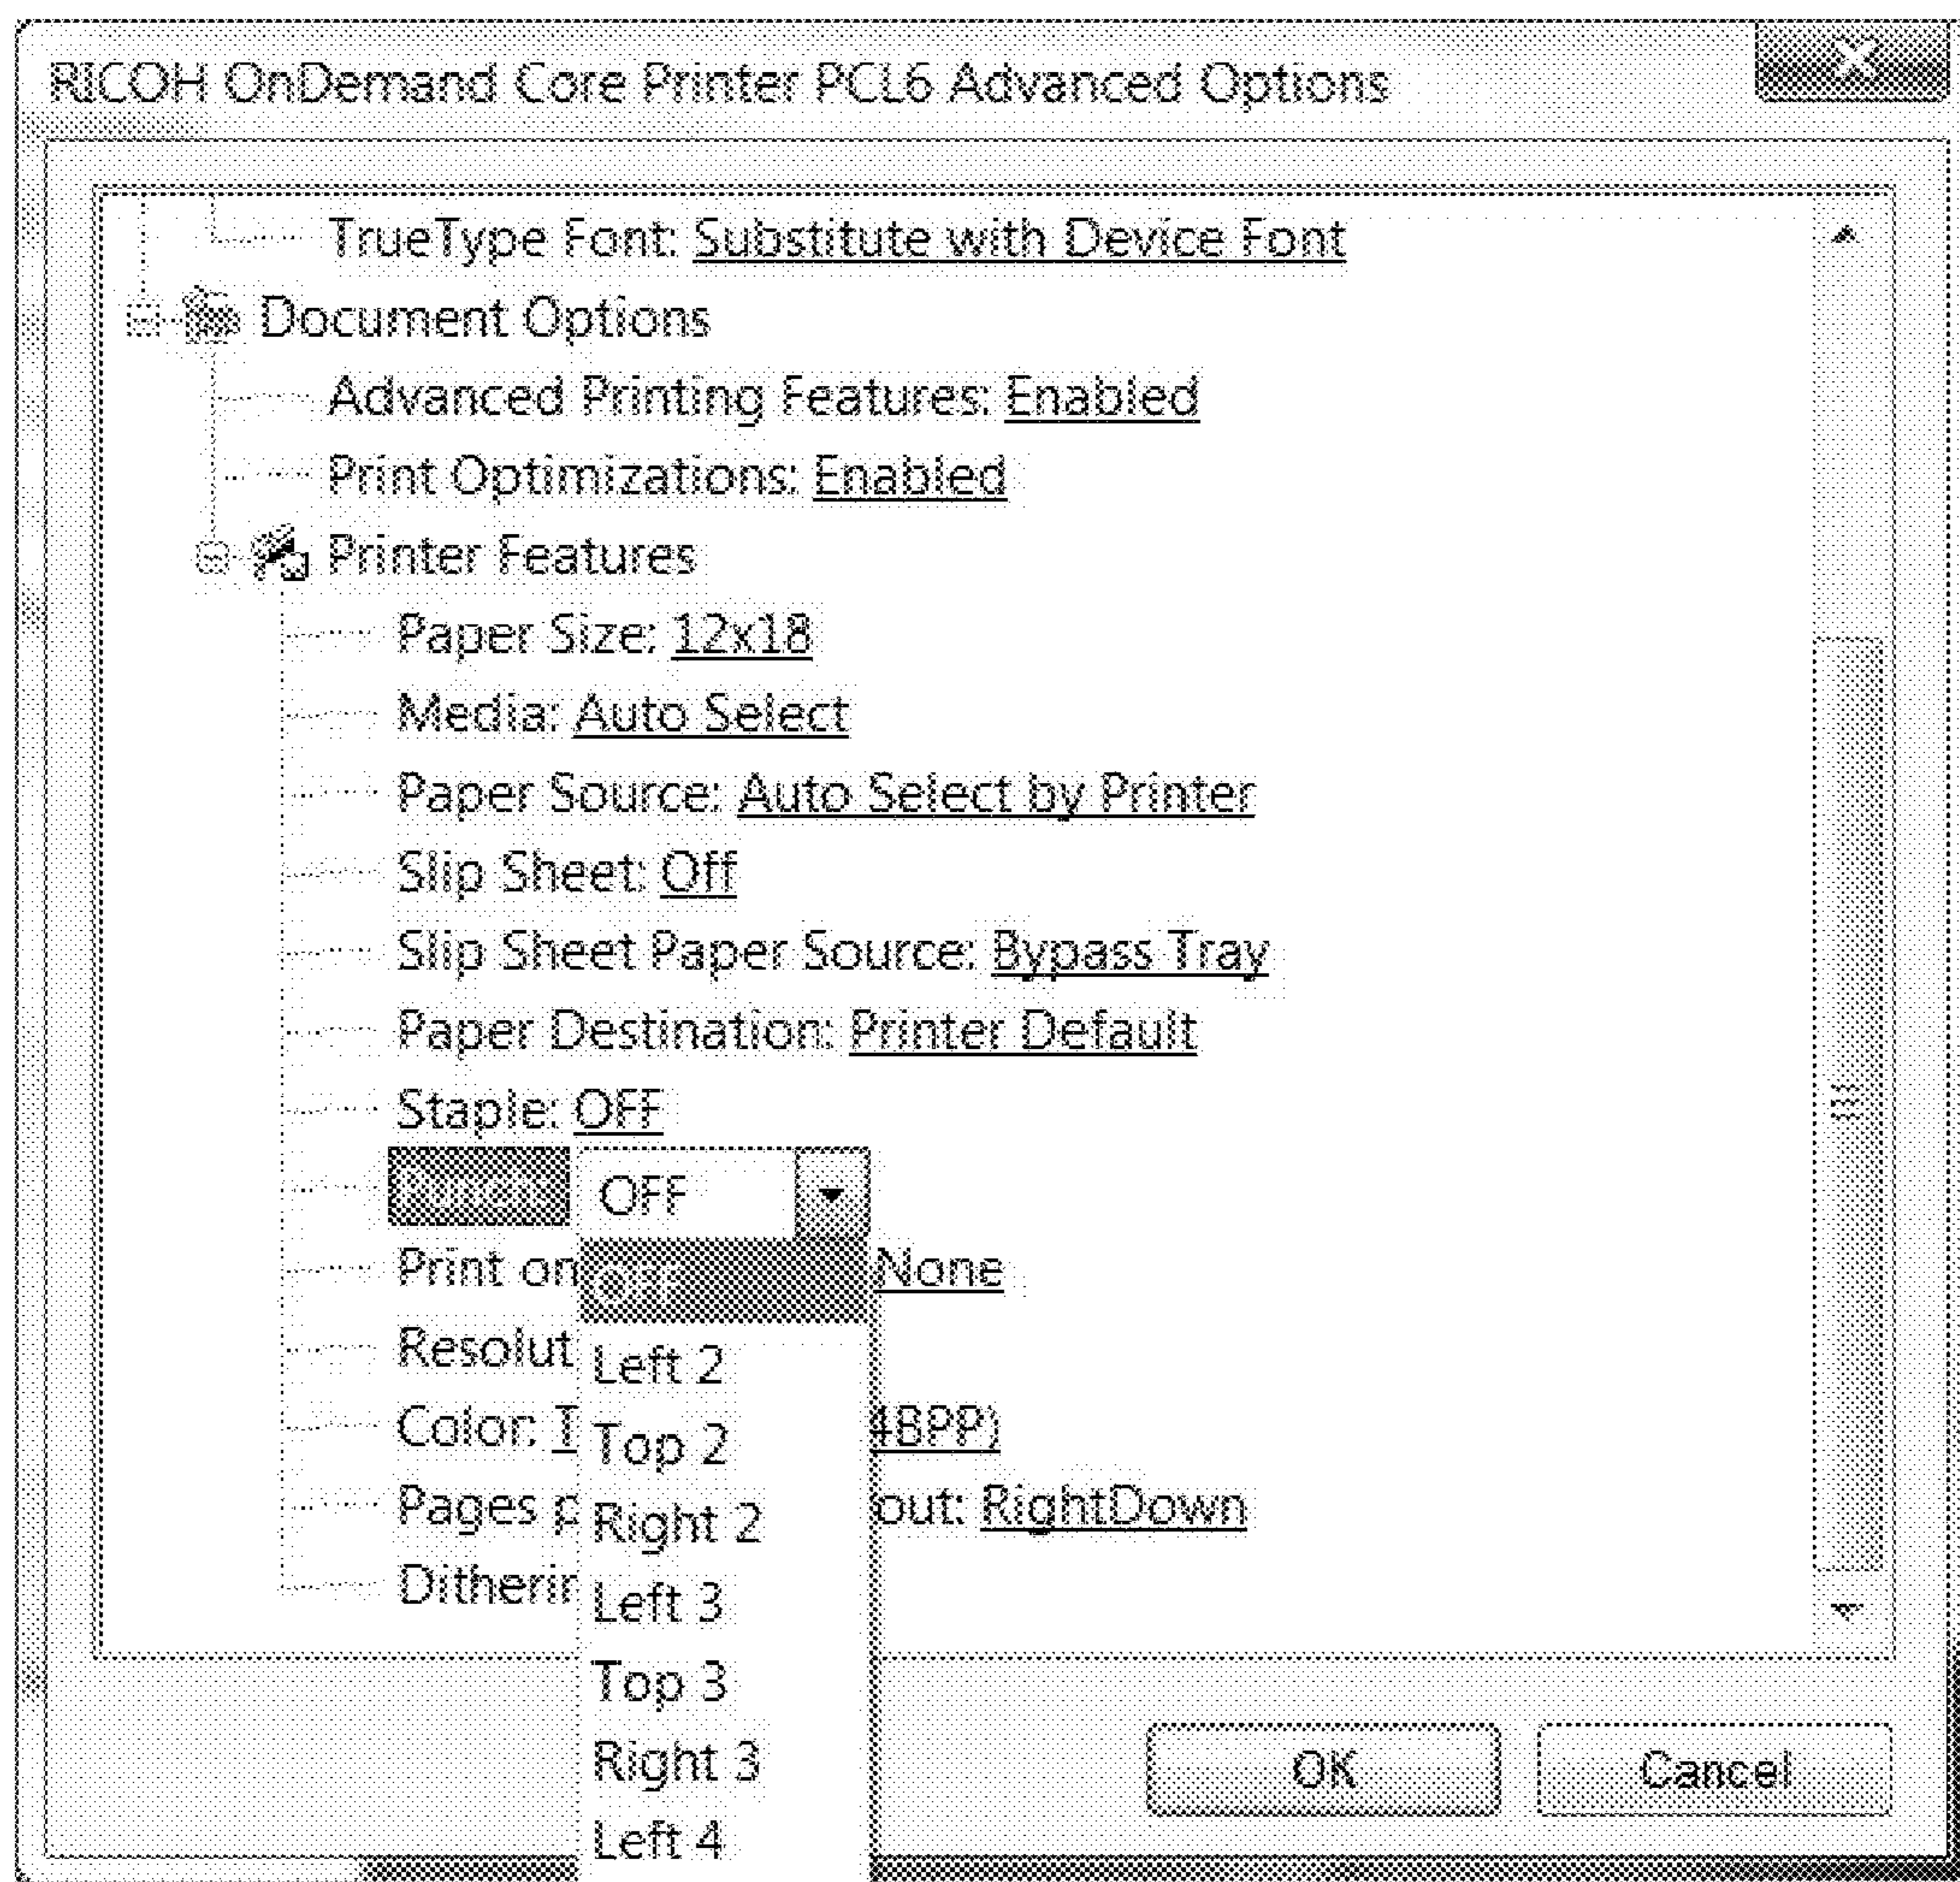 RICOH OnDemand Core Printer PCL6 Advanced Options
TrueType Font: Substitute with Device Font
Document Options
Advanced Printing Features: Enabled
Print Optimizations: Enabled
Printer Features
Paper Size: 12x18
Media: Auto Select
Paper Source: Auto Select by Printer
Slip Sheet: Off
Slip Sheet Paper Source: Bypass Tray
Paper Destination: Printer Default
Staple: OFF
Punch: OFF
Print on None
OFF
Resolut
Left 2
Color: T 4BPP)
Top 2
Pages p out: RightDown
Right 2
Ditherin
Left 3
Top 3
Right 3
Left 4
OK Cancel